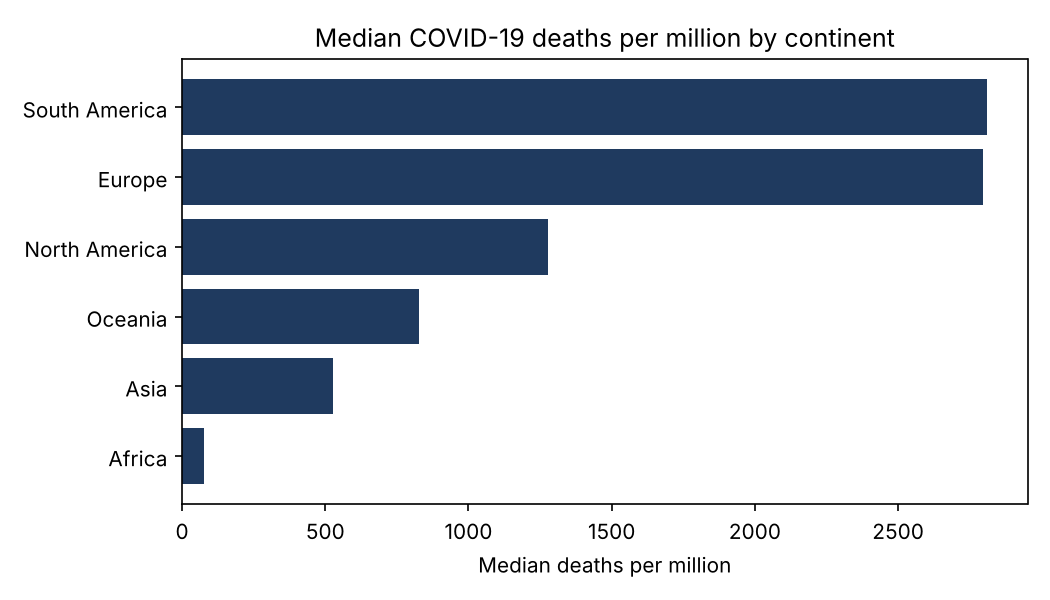 Median COVID-19 deaths per million by continent
South America
Europe
North America
Oceania
Asia
Africa
0 500 1000 1500 2000 2500
Median deaths per million